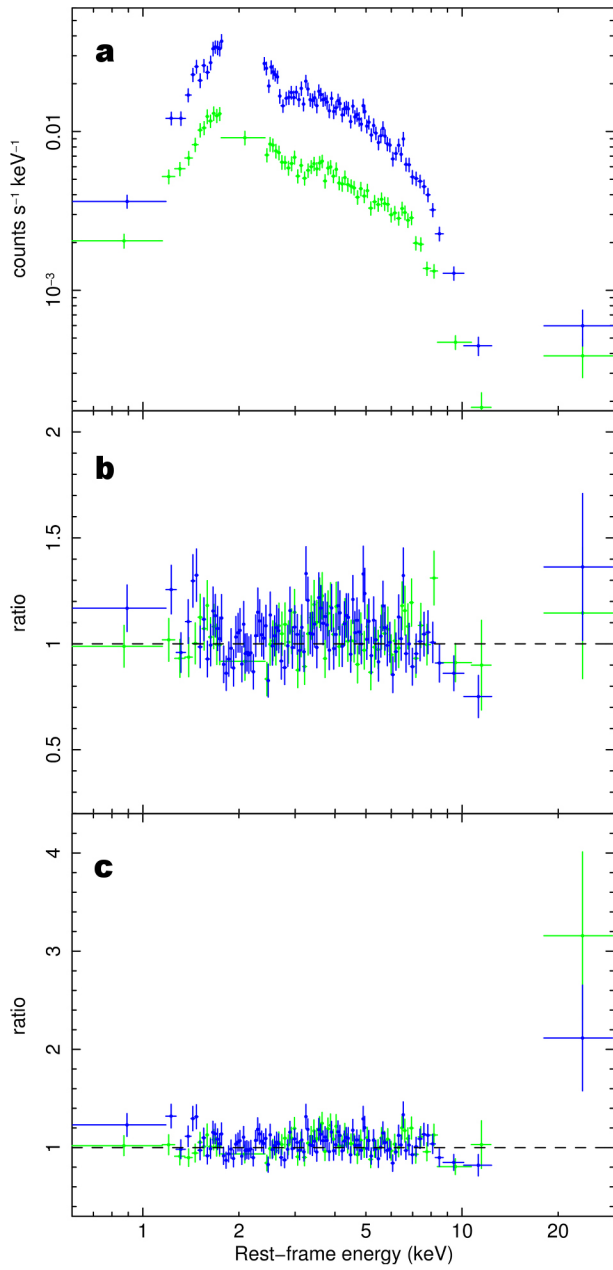 a
0.01
10⁻³
counts s⁻¹ keV⁻¹
b
2
1.5
1
0.5
ratio
c
4
3
2
1
ratio
1 2 5 10 20
Rest−frame energy (keV)